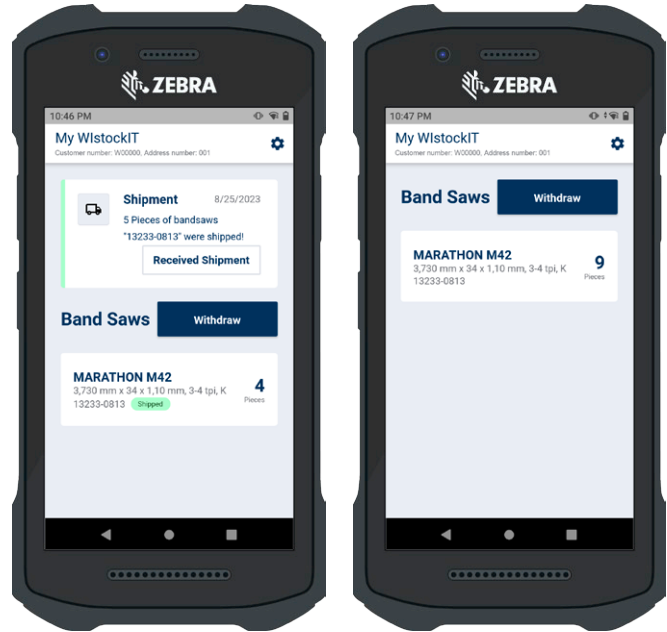 ZEBRA
10:46 PM
My WIstockIT
Customer number: W00000, Address number: 001
Shipment 8/25/2023
5 Pieces of bandsaws
"13233-0813" were shipped!
Received Shipment
Band Saws Withdraw
MARATHON M42
3,730 mm x 34 x 1,10 mm, 3-4 tpi, K
13233-0813 Shipped
4
Pieces
ZEBRA
10:47 PM
My WIstockIT
Customer number: W00000, Address number: 001
Band Saws Withdraw
MARATHON M42
3,730 mm x 34 x 1,10 mm, 3-4 tpi, K
13233-0813
9
Pieces